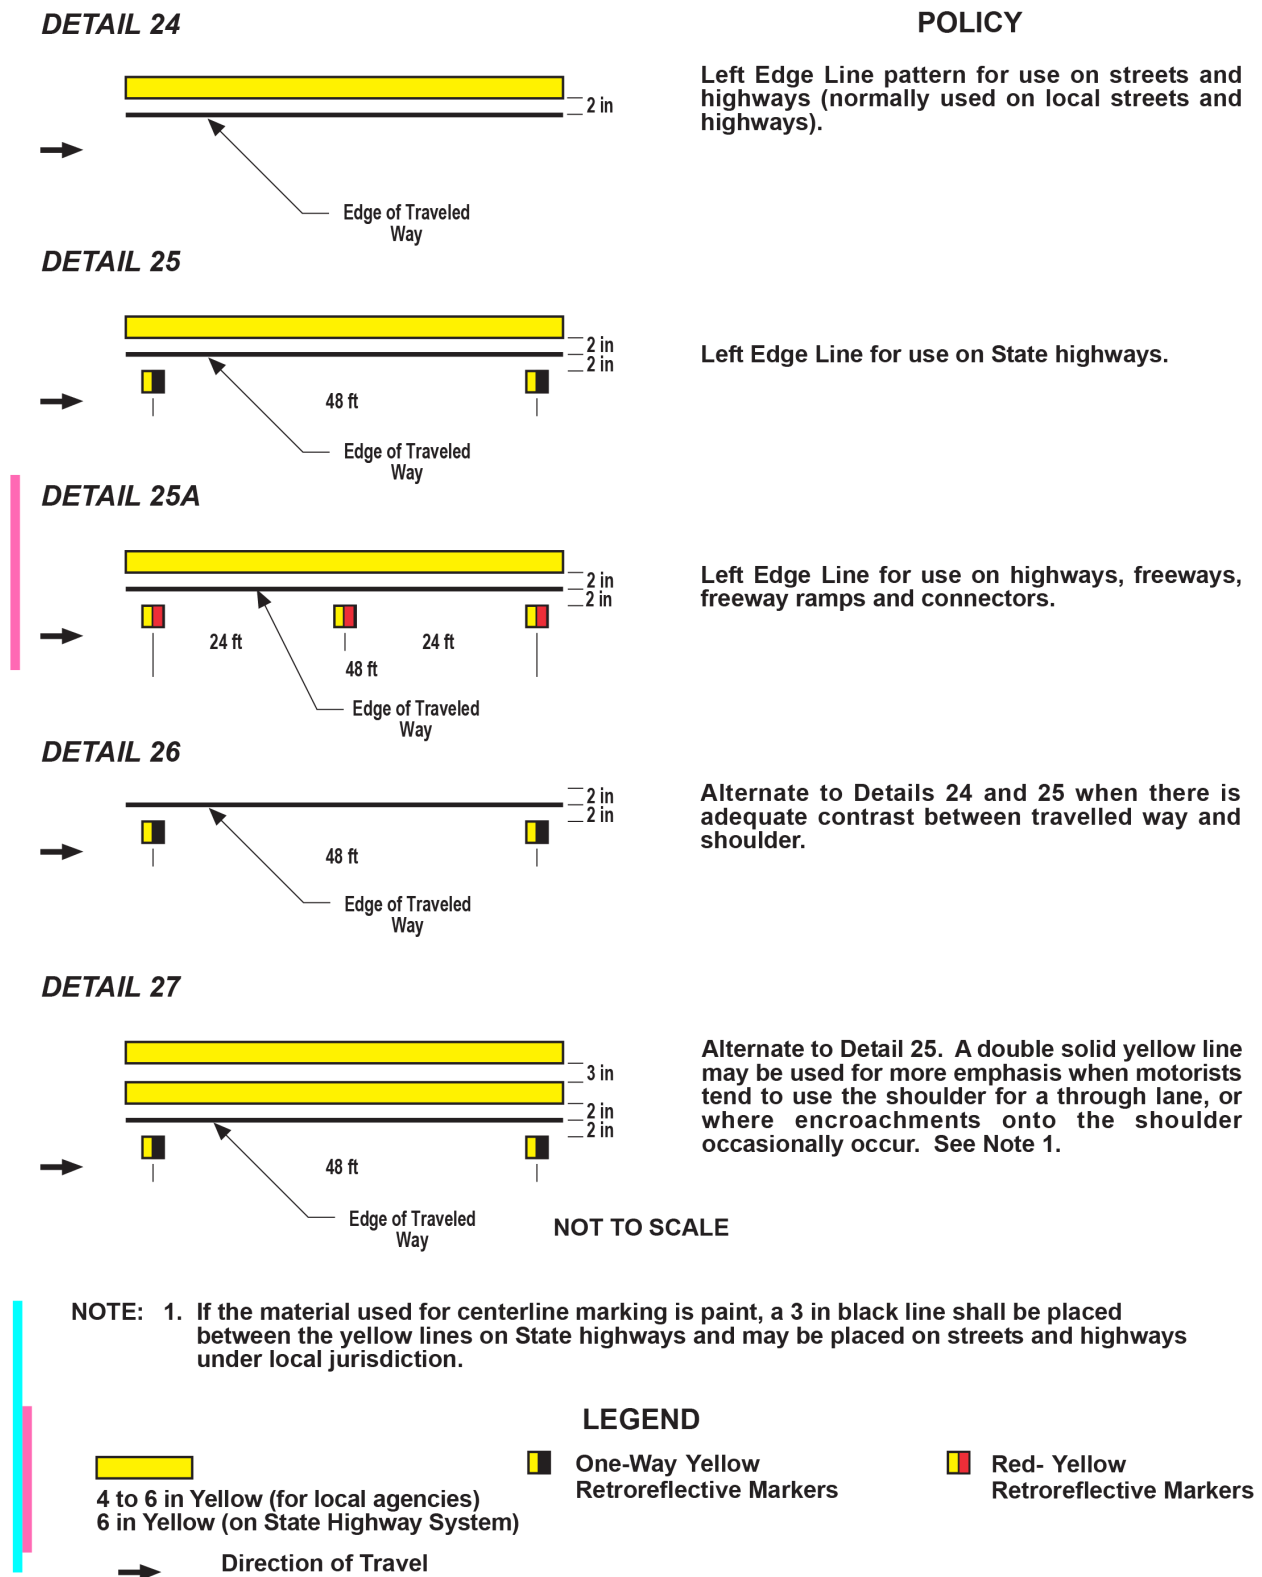 DETAIL 24
POLICY
Left Edge Line pattern for use on streets and
highways (normally used on local streets and
highways).
2 in
Edge of Traveled
Way
DETAIL 25
2 in
2 in
48 ft
Left Edge Line for use on State highways.
Edge of Traveled
Way
DETAIL 25A
2 in
2 in
24 ft
24 ft
48 ft
Left Edge Line for use on highways, freeways,
freeway ramps and connectors.
Edge of Traveled
Way
DETAIL 26
2 in
2 in
48 ft
Alternate to Details 24 and 25 when there is
adequate contrast between travelled way and
shoulder.
Edge of Traveled
Way
DETAIL 27
3 in
2 in
2 in
48 ft
Alternate to Detail 25. A double solid yellow line
may be used for more emphasis when motorists
tend to use the shoulder for a through lane, or
where encroachments onto the shoulder
occasionally occur. See Note 1.
Edge of Traveled
Way
NOT TO SCALE
NOTE: 1. If the material used for centerline marking is paint, a 3 in black line shall be placed
between the yellow lines on State highways and may be placed on streets and highways
under local jurisdiction.
LEGEND
4 to 6 in Yellow (for local agencies)
6 in Yellow (on State Highway System)
One-Way Yellow
Retroreflective Markers
Red- Yellow
Retroreflective Markers
Direction of Travel